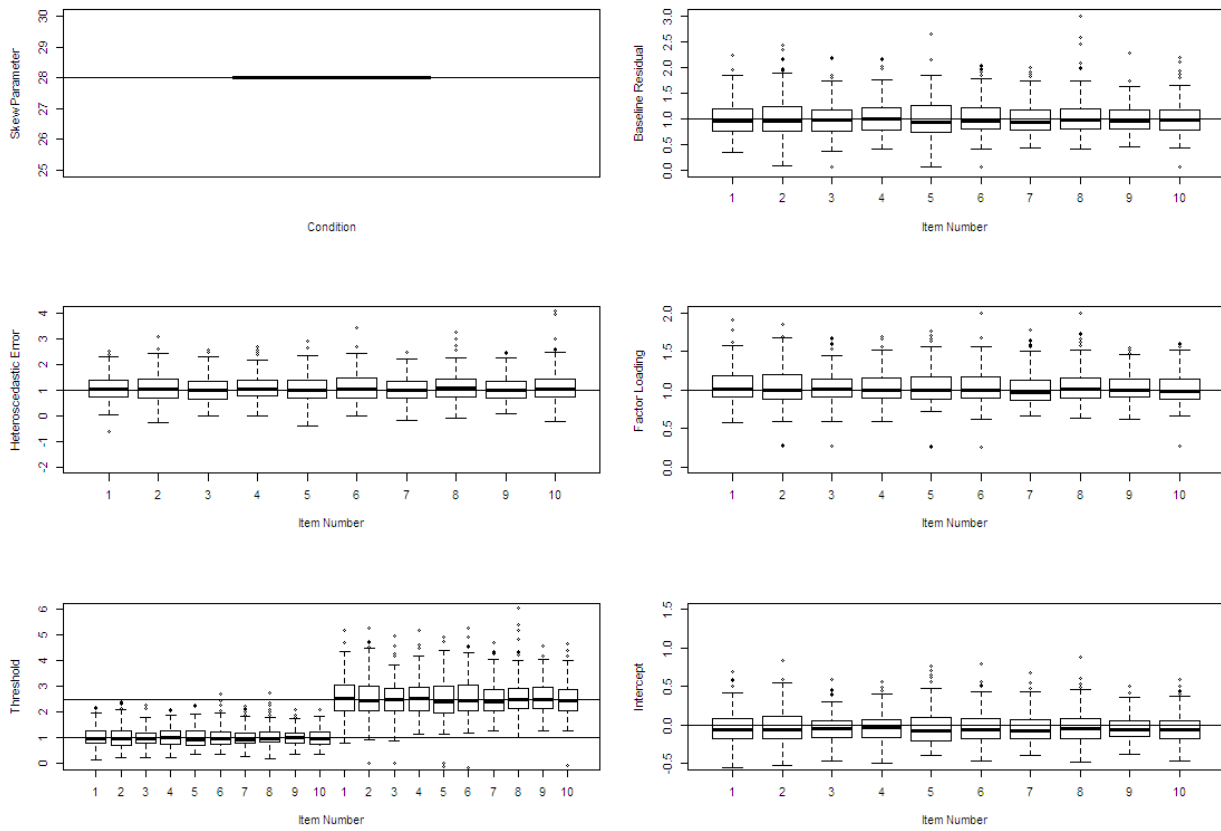 Skew Parameter
30
29
28
27
26
25
Condition
Baseline Residual
3.0
2.5
2.0
1.5
1.0
0.5
0.0
1 2 3 4 5 6 7 8 9 10
Item Number
Heteroscedastic Error
4
3
2
1
0
-1
-2
1 2 3 4 5 6 7 8 9 10
Item Number
Factor Loading
2.0
1.5
1.0
0.5
0.0
1 2 3 4 5 6 7 8 9 10
Item Number
Threshold
6
5
4
3
2
1
0
1 2 3 4 5 6 7 8 9 10 1 2 3 4 5 6 7 8 9 10
Item Number
Intercept
1.5
1.0
0.5
0.0
-0.5
1 2 3 4 5 6 7 8 9 10
Item Number